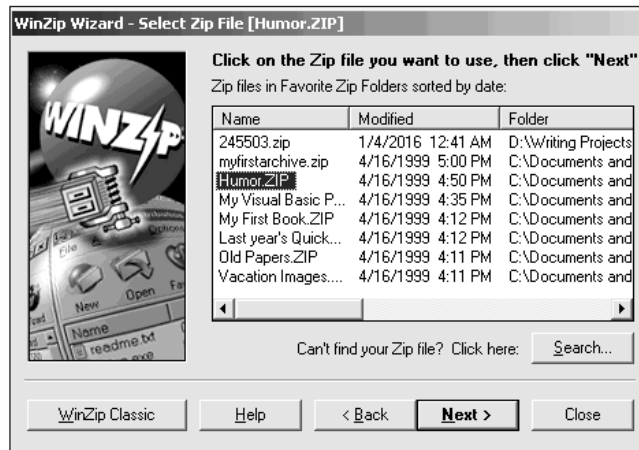 WinZip Wizard - Select Zip File [Humor.ZIP]
Click on the Zip file you want to use, then click "Next"
Zip files in Favorite Zip Folders sorted by date:
Name Modified Folder
245503.zip 1/4/2016 12:41 AM D:\Writing Projects
myfirstarchive.zip 4/16/1999 5:00 PM C:\Documents and
Humor.ZIP 4/16/1999 4:50 PM C:\Documents and
My Visual Basic P... 4/16/1999 4:35 PM C:\Documents and
My First Book.ZIP 4/16/1999 4:12 PM C:\Documents and
Last year's Quick... 4/16/1999 4:12 PM C:\Documents and
Old Papers.ZIP 4/16/1999 4:11 PM C:\Documents and
Vacation Images.... 4/16/1999 4:11 PM C:\Documents and
WINZIP
File Options
New Open Fav
Name
readme.txt
.exe
Can't find your Zip file? Click here: Search...
WinZip Classic Help < Back Next > Close